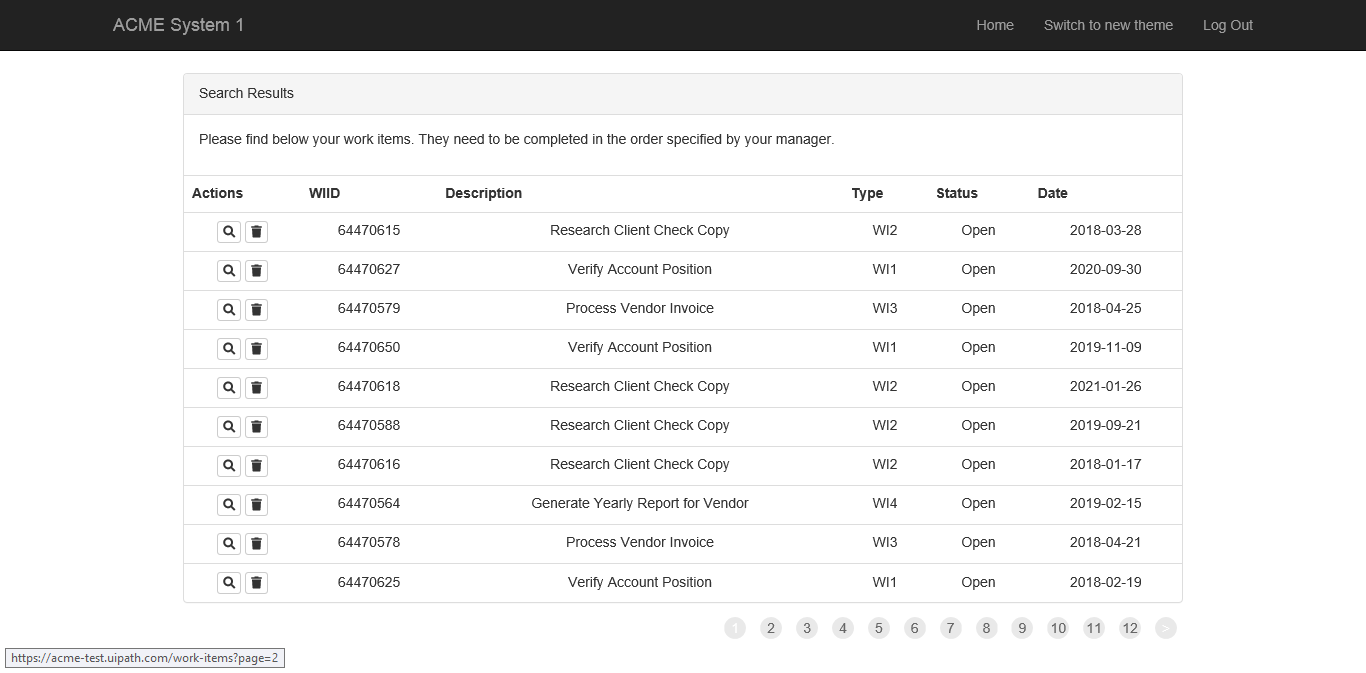 ACME System 1 Home Switch to new theme Log Out
Search Results
Please find below your work items. They need to be completed in the order specified by your manager.
Actions WIID Description Type Status Date
64470615 Research Client Check Copy WI2 Open 2018-03-28
64470627 Verify Account Position WI1 Open 2020-09-30
64470579 Process Vendor Invoice WI3 Open 2018-04-25
64470650 Verify Account Position WI1 Open 2019-11-09
64470618 Research Client Check Copy WI2 Open 2021-01-26
64470588 Research Client Check Copy WI2 Open 2019-09-21
64470616 Research Client Check Copy WI2 Open 2018-01-17
64470564 Generate Yearly Report for Vendor WI4 Open 2019-02-15
64470578 Process Vendor Invoice WI3 Open 2018-04-21
64470625 Verify Account Position WI1 Open 2018-02-19
1 2 3 4 5 6 7 8 9 10 11 12 >
https://acme-test.uipath.com/work-items?page=2